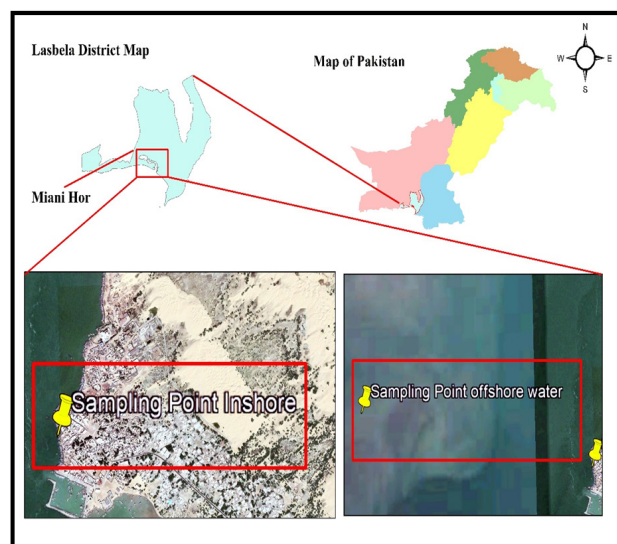 Lasbela District Map
Map of Pakistan
N
W
E
S
Miani Hor
Sampling Point Inshore
Sampling Point offshore water